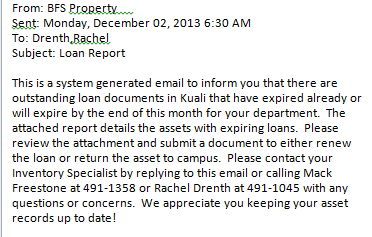 From: BFS Property
Sent: Monday, December 02, 2013 6:30 AM
To: Drenth,Rachel
Subject: Loan Report
This is a system generated email to inform you that there are
outstanding loan documents in Kuali that have expired already or
will expire by the end of this month for your department.  The
attached report details the assets with expiring loans.  Please
review the attachment and submit a document to either renew
the loan or return the asset to campus.  Please contact your
Inventory Specialist by replying to this email or calling Mack
Freestone at 491-1358 or Rachel Drenth at 491-1045 with any
questions or concerns.  We appreciate you keeping your asset
records up to date!